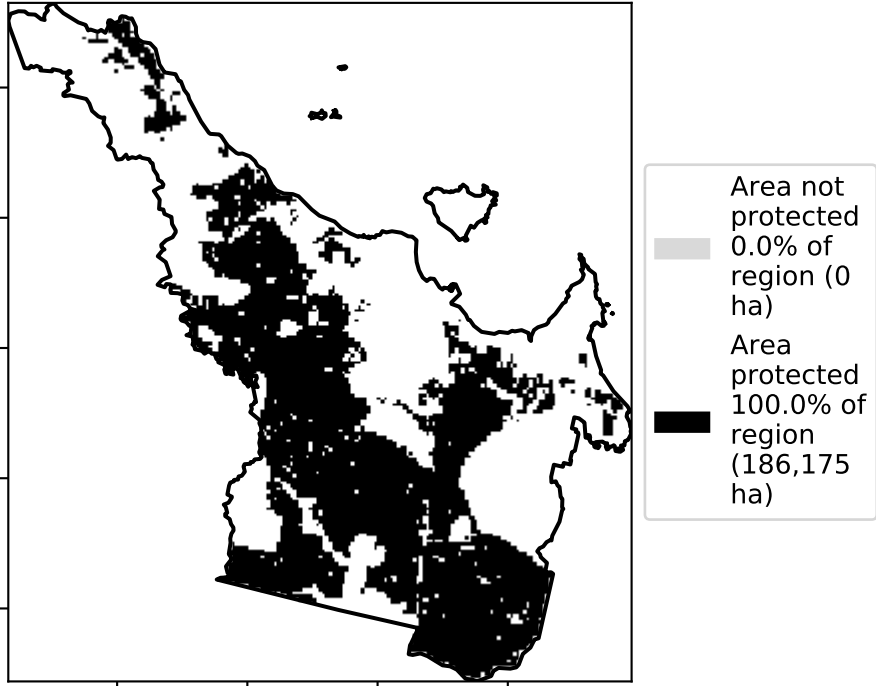 Area not
protected
0.0% of
region (0
ha)
Area
protected
100.0% of
region
(186,175
ha)